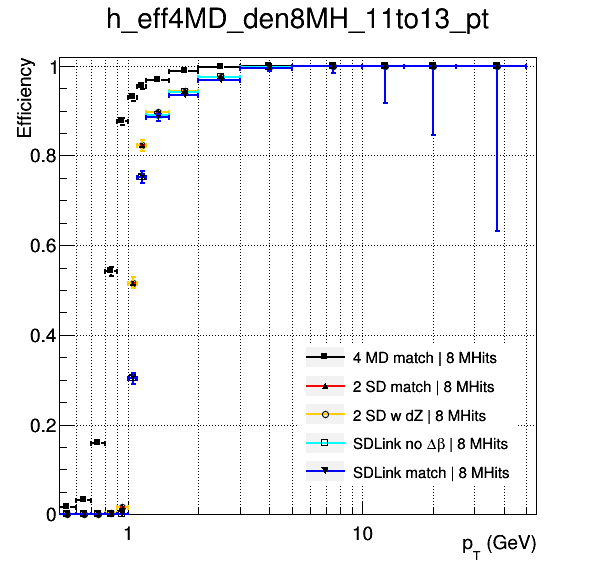 h_eff4MD_den8MH_11to13_pt
Efficiency
1
0.8
0.6
0.4
0.2
0
4 MD match | 8 MHits
2 SD match | 8 MHits
2 SD w dZ | 8 MHits
SDLink no Δβ | 8 MHits
SDLink match | 8 MHits
1
10
p_T (GeV)